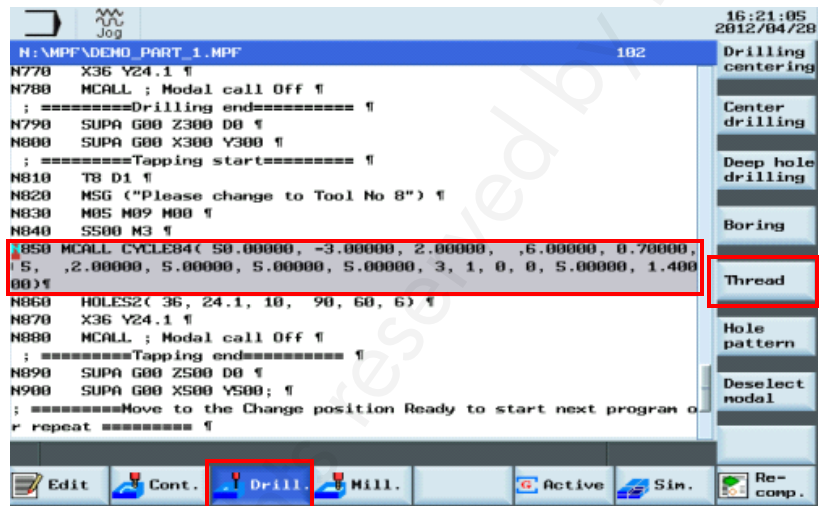 Jog
16:21:05
2012/04/28
N:\MPF\DEMO_PART_1.MPF 102
N770 X36 Y24.1 ¶
N780 MCALL ; Modal call Off ¶
; =========Drilling end========== ¶
N790 SUPA G00 Z300 D0 ¶
N800 SUPA G00 X300 Y300 ¶
; =========Tapping start========= ¶
N810 T8 D1 ¶
N820 MSG ("Please change to Tool No 8") ¶
N830 M05 M09 M00 ¶
N840 S500 M3 ¶
N850 MCALL CYCLE84( 50.00000, -3.00000, 2.00000, ,6.00000, 0.70000,
5, ,2.00000, 5.00000, 5.00000, 5.00000, 3, 1, 0, 0, 5.00000, 1.400
00)¶
N860 HOLES2( 36, 24.1, 10, 90, 60, 6) ¶
N870 X36 Y24.1 ¶
N880 MCALL ; Modal call Off ¶
; =========Tapping end========== ¶
N890 SUPA G00 Z500 D0 ¶
N900 SUPA G00 X500 Y500; ¶
; =========Move to the Change position Ready to start next program o
r repeat ========= ¶
Drilling
centering
Center
drilling
Deep hole
drilling
Boring
Thread
Hole
pattern
Deselect
modal
Edit
Cont.
Drill.
Mill.
Active
Sim.
Re-
comp.
s reserved by